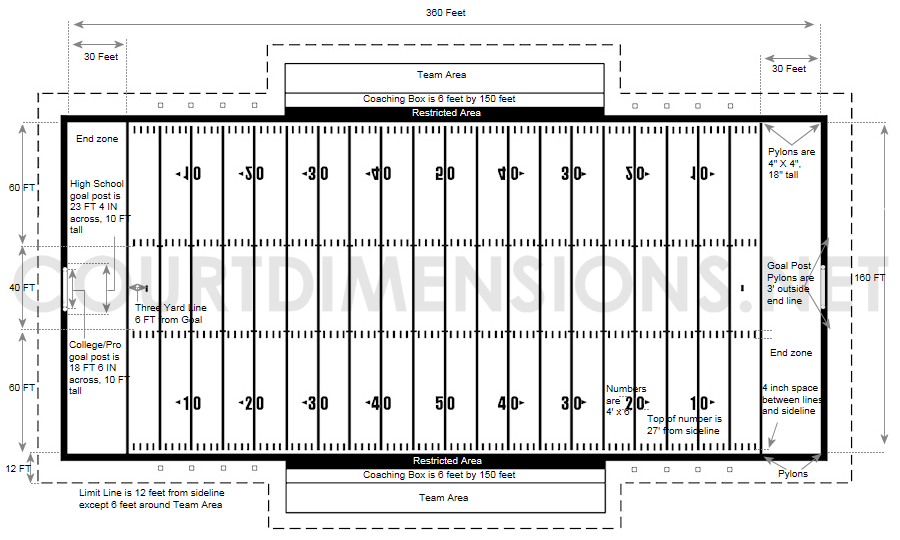 360 Feet
30 Feet
30 Feet
Team Area
Coaching Box is 6 feet by 150 feet
Restricted Area
End zone
Pylons are
4" X 4",
18" tall
10 20 30 40 50 40 30 20 10
60 FT
High School
goal post is
23 FT 4 IN
across, 10 FT
tall
COURTDIMENSIONS.NET
40 FT
Three Yard Line
6 FT from Goal
Goal Post
Pylons are
3' outside
end line
160 FT
College/Pro
goal post is
18 FT 6 IN
across, 10 FT
tall
End zone
60 FT
Numbers
are
4' x 6'
4 inch space
between lines
and sideline
10 20 30 40 50 40 30 20 10
Top of number is
27' from sideline
12 FT
Restricted Area
Coaching Box is 6 feet by 150 feet
Team Area
Pylons
Limit Line is 12 feet from sideline
except 6 feet around Team Area